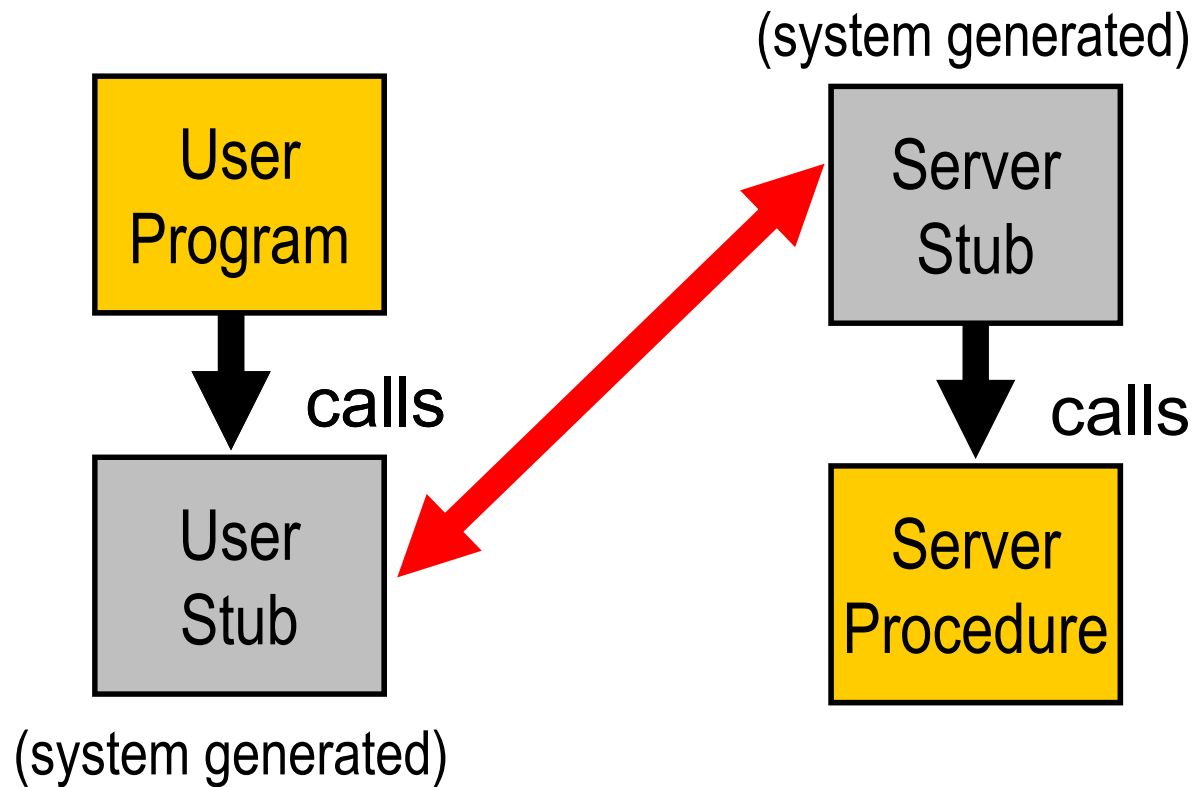 User
Program
calls
User
Stub
(system generated)
(system generated)
Server
Stub
calls
Server
Procedure